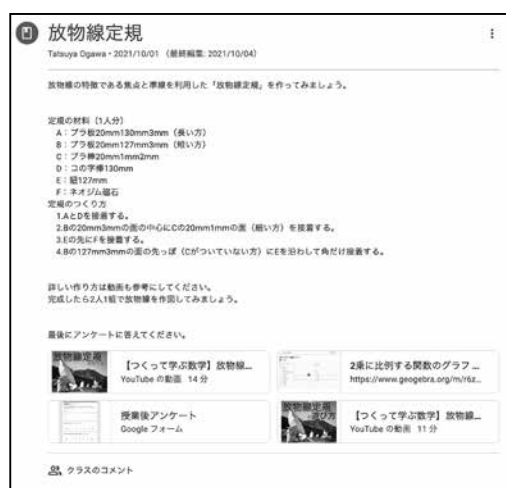 放物線定規
Tatsuya Ogawa・2021/10/01 （最終編集: 2021/10/04）
放物線の特徴である焦点と準線を利用した「放物線定規」を作ってみましょう。
定規の材料（1人分）
A：プラ板20mm130mm3mm（長い方）
B：プラ板20mm127mm3mm（短い方）
C：プラ棒20mm1mm2mm
D：コの字棒130mm
E：紐127mm
F：ネオジム磁石
定規のつくり方
1.AとDを接着する。
2.Bの20mm3mmの面の中心にCの20mm1mmの面（細い方）を接着する。
3.Eの先にFを接着する。
4.Bの127mm3mmの面の先っぽ（Cがついていない方）にEを沿わして角だけ接着する。
詳しい作り方は動画も参考にしてください。
完成したら2人1組で放物線を作図してみましょう。
最後にアンケートに答えてください。
放物線定規
【つくって学ぶ数学】放物線...
YouTube の動画 14 分
2乗に比例する関数のグラフ ...
https://www.geogebra.org/m/r6z...
授業後アンケート
Google フォーム
放物線定規
遊び方
【つくって学ぶ数学】放物線...
YouTube の動画 11 分
クラスのコメント